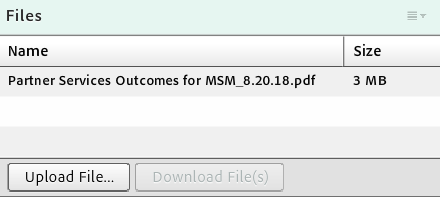 Files
Name Size
Partner Services Outcomes for MSM_8.20.18.pdf 3 MB
Upload File... Download File(s)